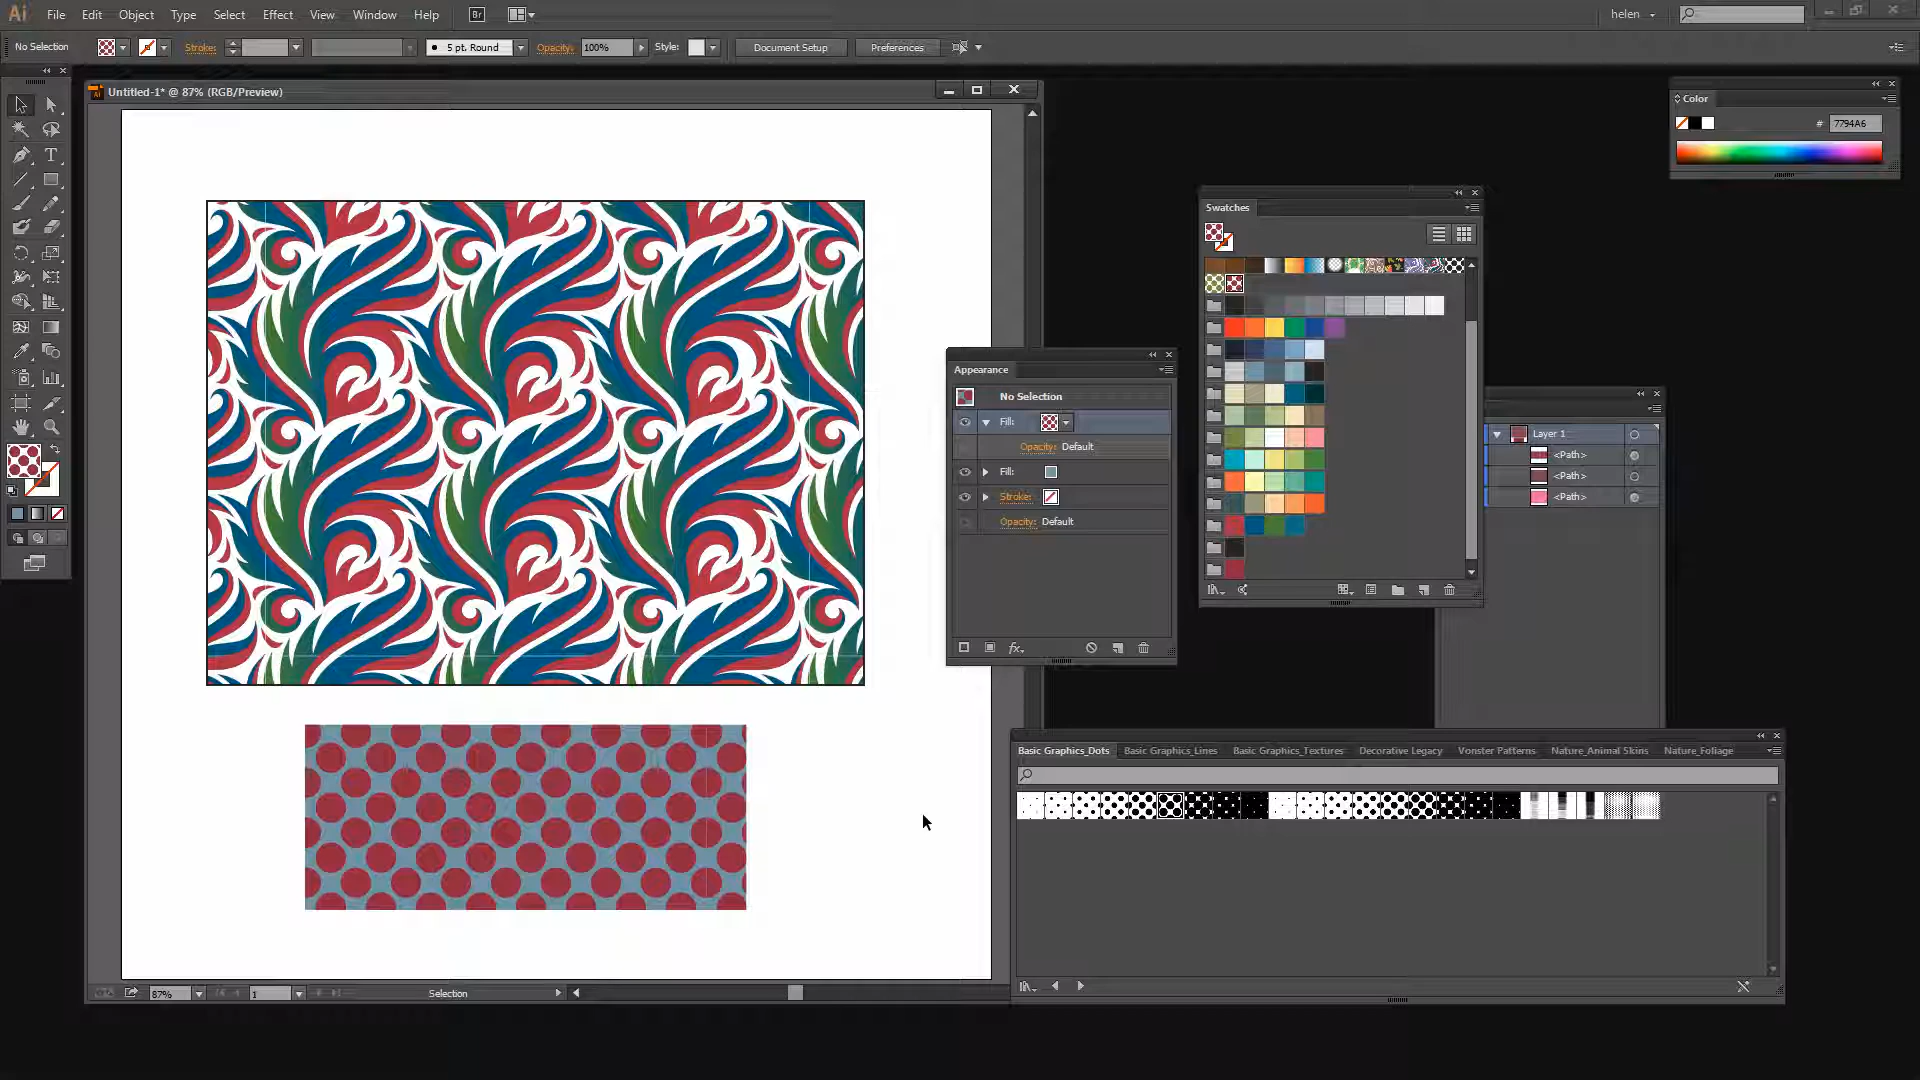 Ai File Edit Object Type Select Effect View Window Help Br helen
No Selection Stroke: 5 pt. Round Opacity: 100% Style: Document Setup Preferences
Untitled-1* @ 87% (RGB/Preview)
Color
# 7794A6
Swatches
Appearance
No Selection
Fill:
Opacity: Default
Fill:
Stroke:
Opacity: Default
fx
Layer 1
<Path>
<Path>
<Path>
Basic Graphics_Dots Basic Graphics_Lines Basic Graphics_Textures Decorative Legacy Vonster Patterns Nature_Animal Skins Nature_Foliage
87% 1 Selection